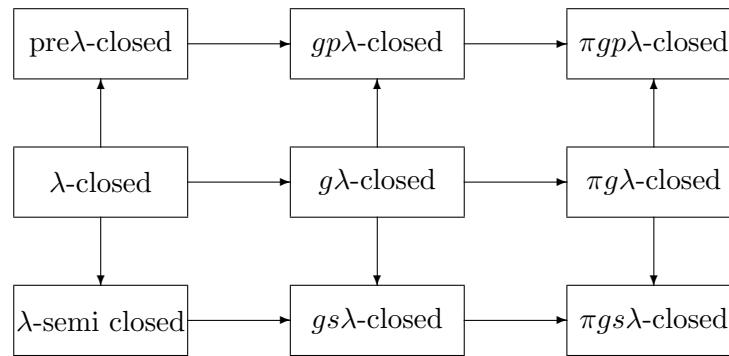 preλ-closed gpλ-closed πgpλ-closed
λ-closed gλ-closed πgλ-closed
λ-semi closed gsλ-closed πgsλ-closed